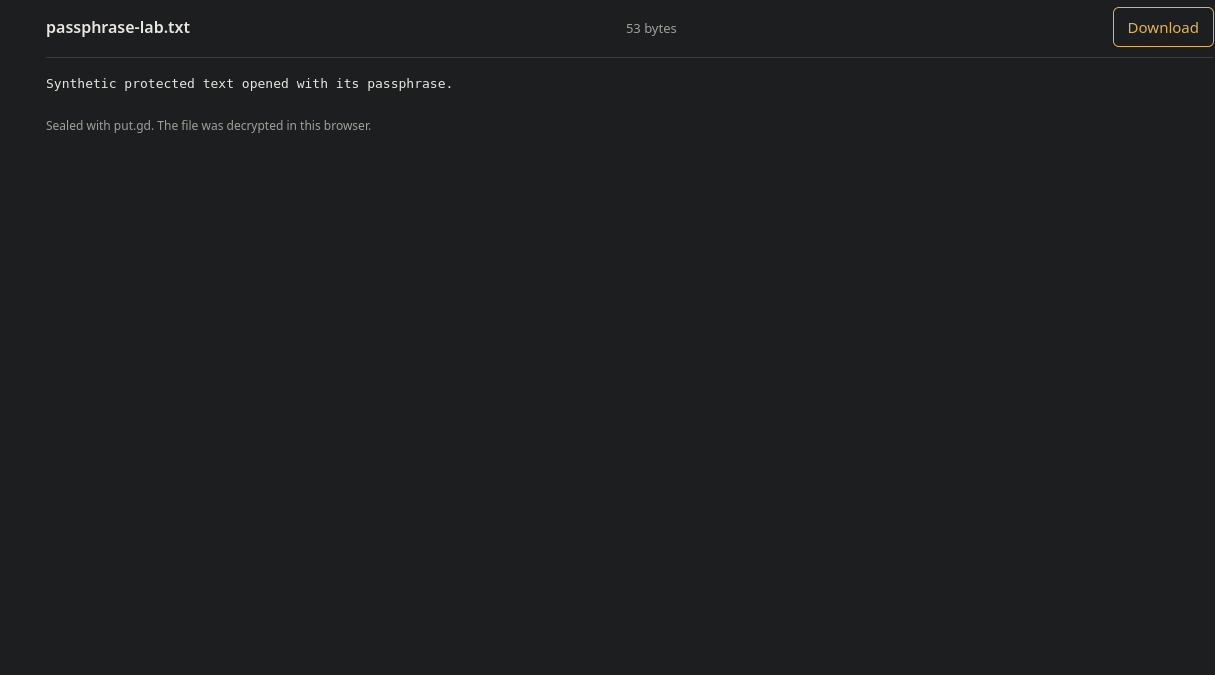 passphrase-lab.txt 53 bytes Download
Synthetic protected text opened with its passphrase.
Sealed with put.gd. The file was decrypted in this browser.